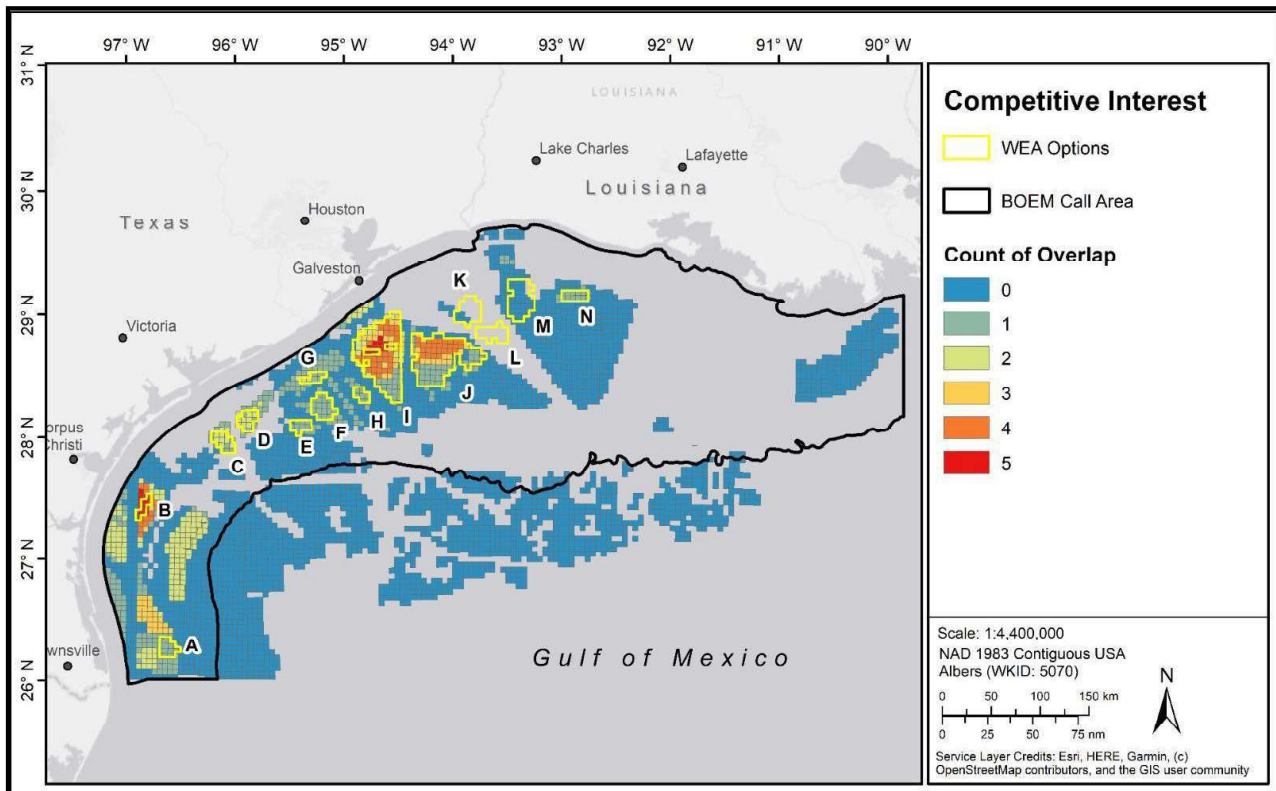 97° W 96° W 95° W 94° W 93° W 92° W 91° W 90° W
31° N
30° N
29° N
28° N
27° N
26° N
LOUISIANA
Lake Charles
Lafayette
Louisiana
Texas
Houston
Galveston
Victoria
orpus
Christi
wnsville
K
M
N
L
G
J
I
H
F
E
D
C
B
A
Gulf of Mexico
Competitive Interest
WEA Options
BOEM Call Area
Count of Overlap
0
1
2
3
4
5
Scale: 1:4,400,000
NAD 1983 Contiguous USA
Albers (WKID: 5070)
N
0 50 100 150 km
0 25 50 75 nm
Service Layer Credits: Esri, HERE, Garmin, (c)
OpenStreetMap contributors, and the GIS user community